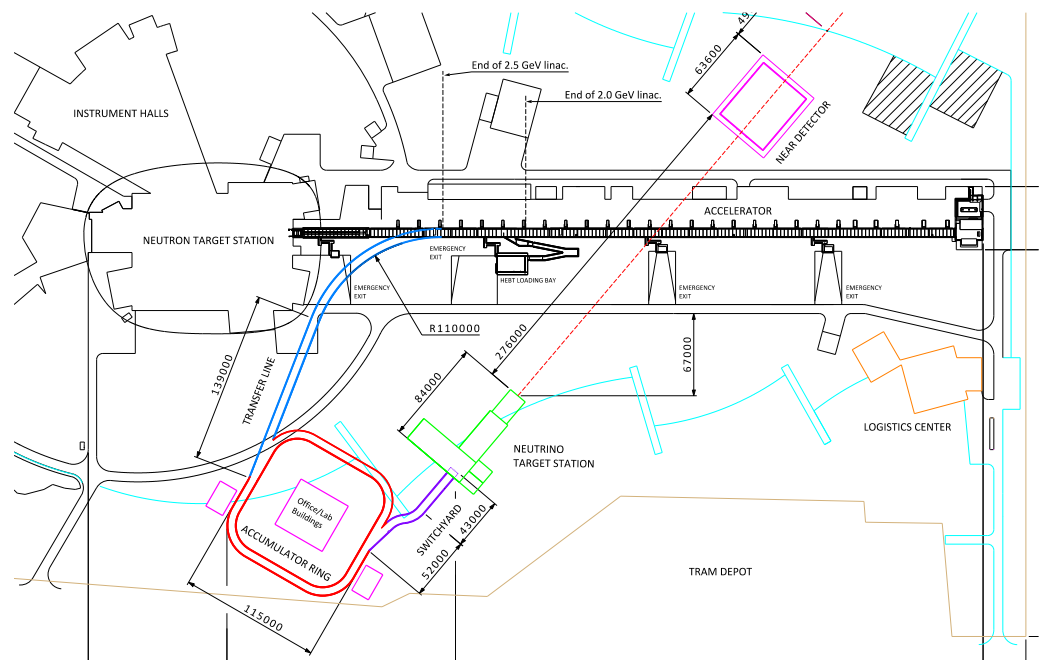 49
63600
End of 2.5 GeV linac.
End of 2.0 GeV linac.
INSTRUMENT HALLS
NEAR DETECTOR
ACCELERATOR
NEUTRON TARGET STATION
EMERGENCY
EXIT
HEBT LOADING BAY
EMERGENCY
EXIT
EMERGENCY
EXIT
EMERGENCY
EXIT
R110000
276000
67000
139000
TRANSFER LINE
84000
LOGISTICS CENTER
NEUTRINO
TARGET STATION
Office/Lab
Buildings
ACCUMULATOR RING
SWITCHYARD
43000
52000
TRAM DEPOT
115000